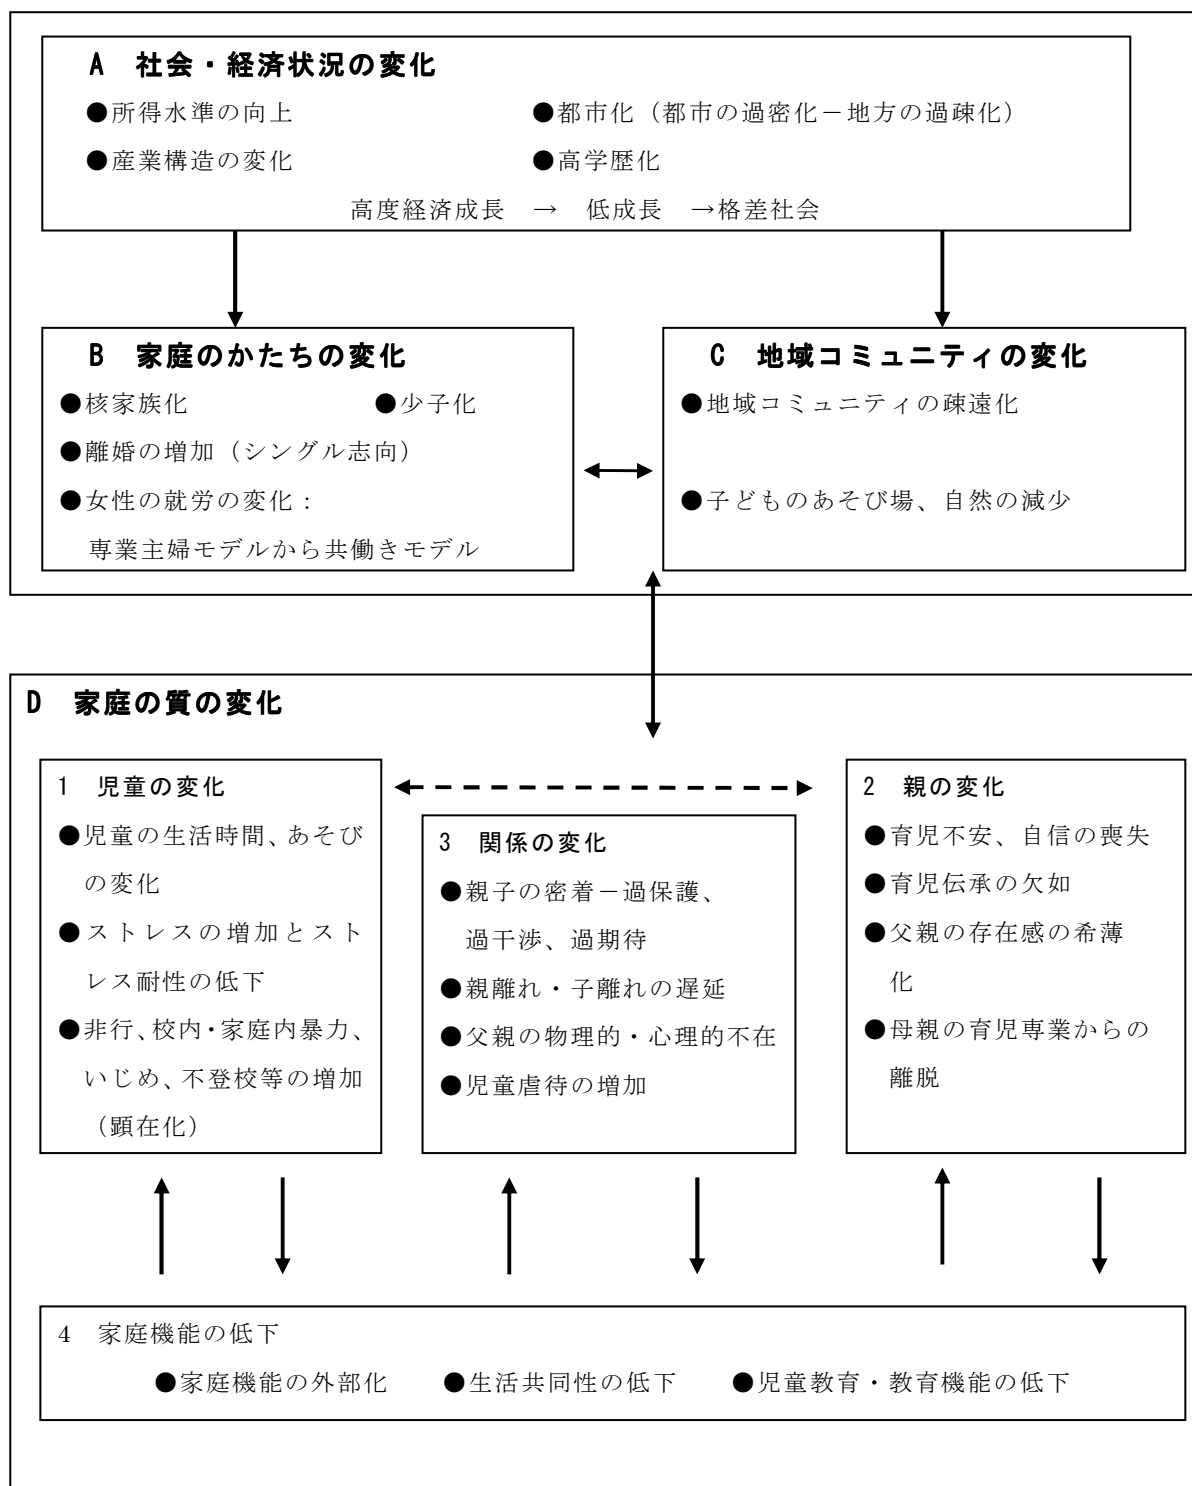 A 社会・経済状況の変化
●所得水準の向上 ●都市化（都市の過密化－地方の過疎化）
●産業構造の変化 ●高学歴化
高度経済成長 → 低成長 →格差社会
B 家庭のかたちの変化
●核家族化 ●少子化
●離婚の増加（シングル志向）
●女性の就労の変化：
専業主婦モデルから共働きモデル
C 地域コミュニティの変化
●地域コミュニティの疎遠化
●子どものあそび場、自然の減少
D 家庭の質の変化
1 児童の変化
●児童の生活時間、あそび
の変化
●ストレスの増加とスト
レス耐性の低下
●非行、校内・家庭内暴力、
いじめ、不登校等の増加
（顕在化）
3 関係の変化
●親子の密着－過保護、
過干渉、過期待
●親離れ・子離れの遅延
●父親の物理的・心理的不在
●児童虐待の増加
2 親の変化
●育児不安、自信の喪失
●育児伝承の欠如
●父親の存在感の希薄
化
●母親の育児専業からの
離脱
4 家庭機能の低下
●家庭機能の外部化 ●生活共同性の低下 ●児童教育・教育機能の低下